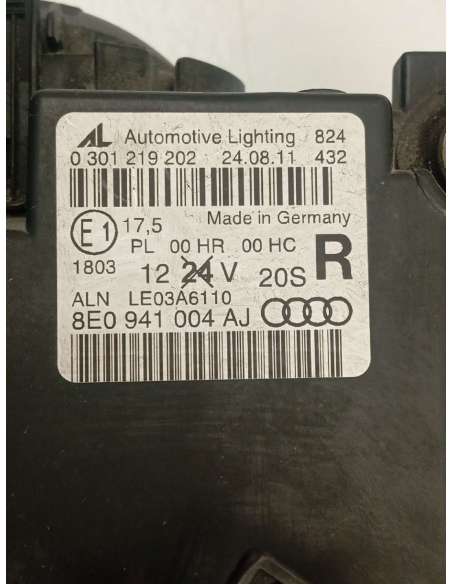 AL Automotive Lighting 824
0 301 219 202 24.08.11 432
E1 17,5 Made in Germany
PL 00 HR 00 HC
1803 12 24 V 20S R
ALN LE03A6110
8E0 941 004 AJ